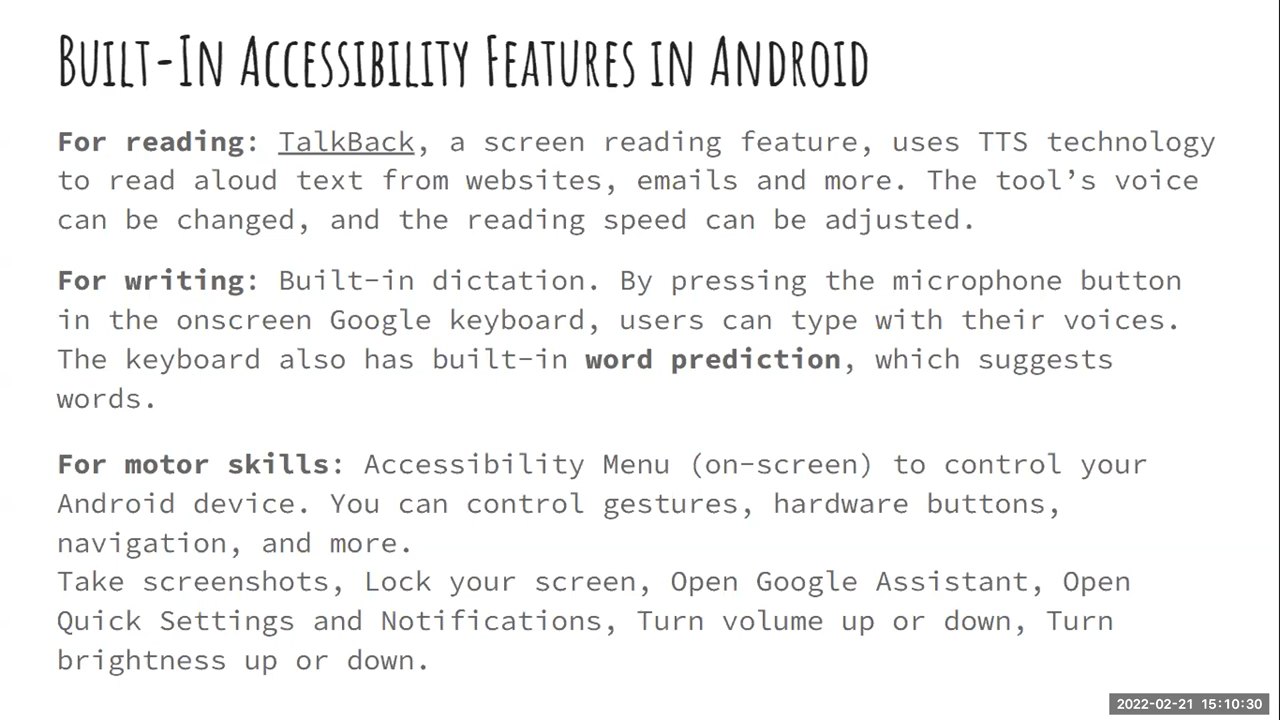 Built-In Accessibility Features in Android
For reading: TalkBack, a screen reading feature, uses TTS technology
to read aloud text from websites, emails and more. The tool’s voice
can be changed, and the reading speed can be adjusted.
For writing: Built-in dictation. By pressing the microphone button
in the onscreen Google keyboard, users can type with their voices.
The keyboard also has built-in word prediction, which suggests
words.
For motor skills: Accessibility Menu (on-screen) to control your
Android device. You can control gestures, hardware buttons,
navigation, and more.
Take screenshots, Lock your screen, Open Google Assistant, Open
Quick Settings and Notifications, Turn volume up or down, Turn
brightness up or down.
2022-02-21 15:10:30